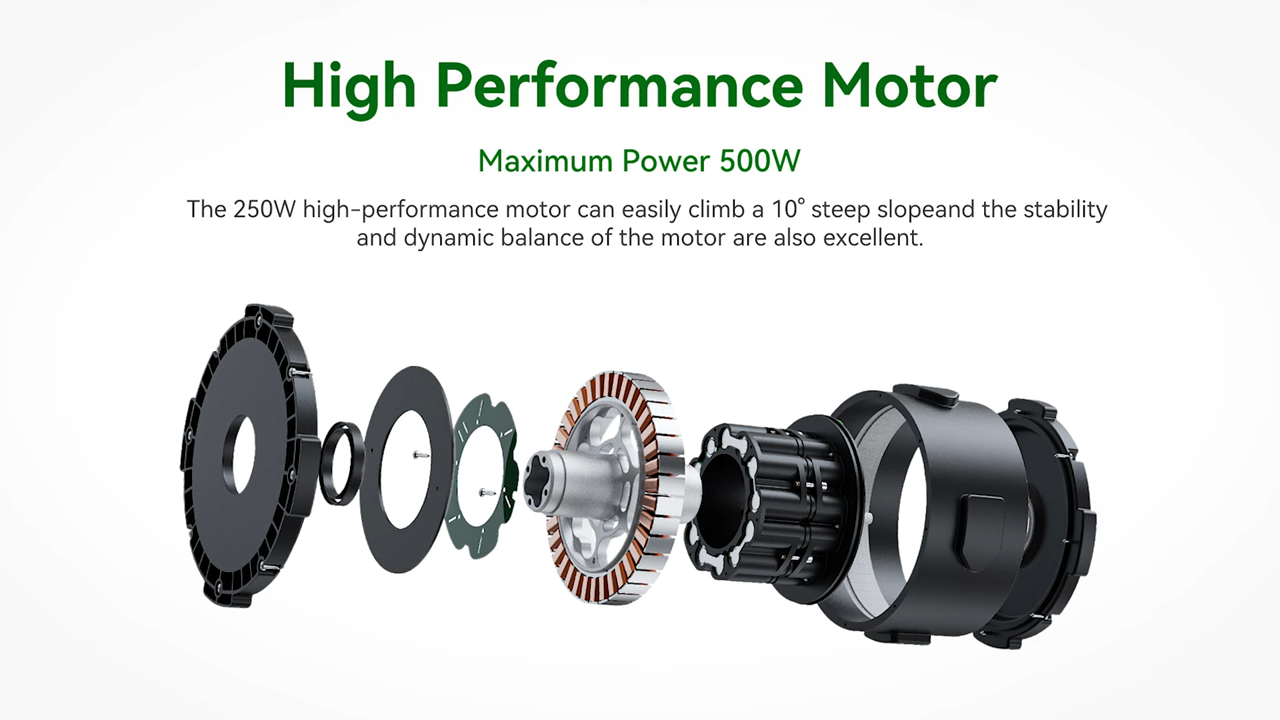 High Performance Motor
Maximum Power 500W
The 250W high-performance motor can easily climb a 10° steep slopeand the stability
and dynamic balance of the motor are also excellent.